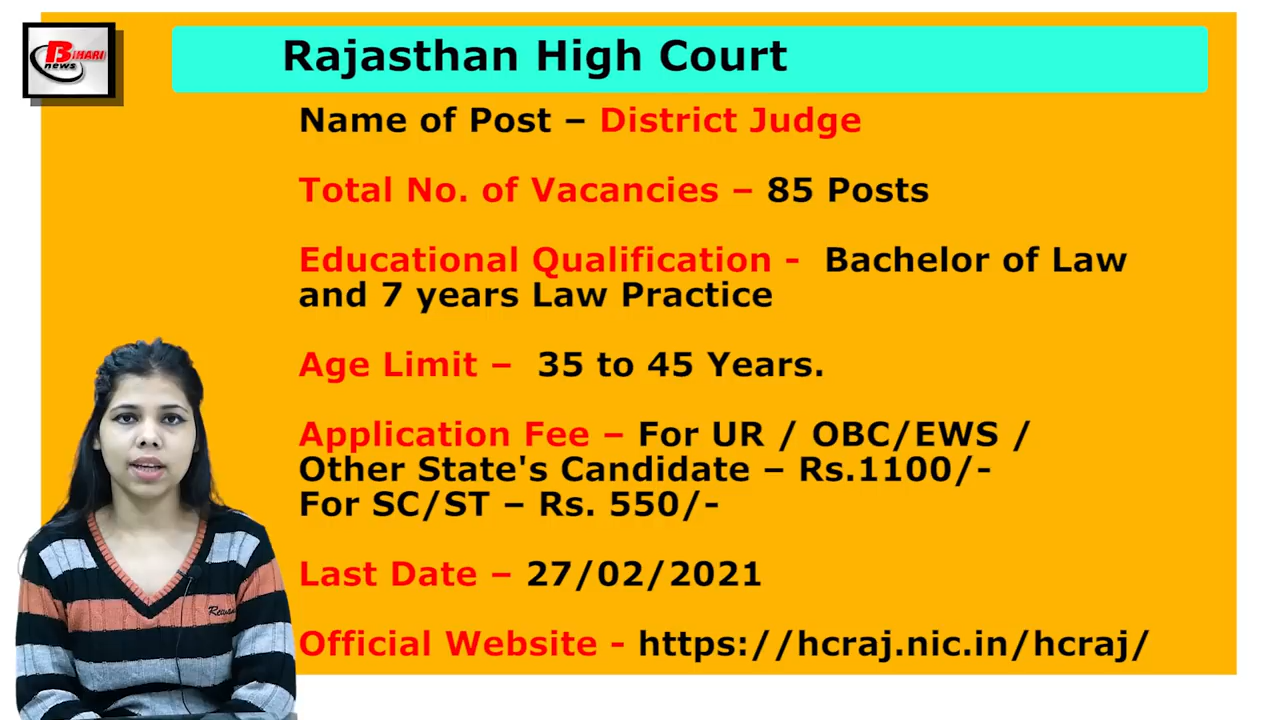 BIHARI
news
Rajasthan High Court
Name of Post – District Judge
Total No. of Vacancies – 85 Posts
Educational Qualification - Bachelor of Law
and 7 years Law Practice
Age Limit – 35 to 45 Years.
Application Fee – For UR / OBC/EWS /
Other State's Candidate – Rs.1100/-
For SC/ST – Rs. 550/-
Last Date – 27/02/2021
Official Website - https://hcraj.nic.in/hcraj/